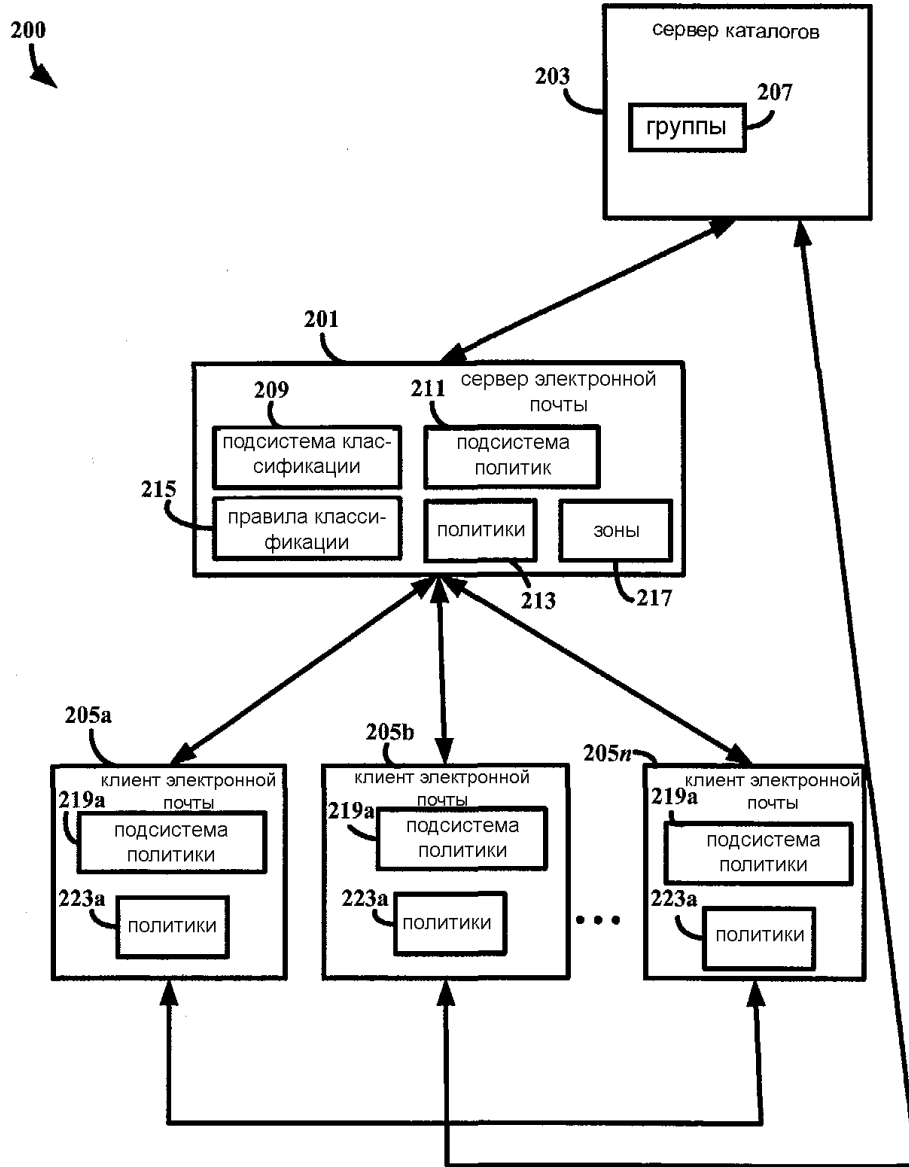 200
сервер каталогов
203
207
группы
201
сервер электронной
почты
209
211
подсистема клас-
сификации
подсистема
политик
215
правила класси-
фикации
политики
зоны
213
217
205a
205b
205n
клиент электронной
почты
219a
подсистема
политики
223a
политики
клиент электронной
почты
219a
подсистема
политики
223a
политики
...
клиент электронной
почты
219a
подсистема
политики
223a
политики